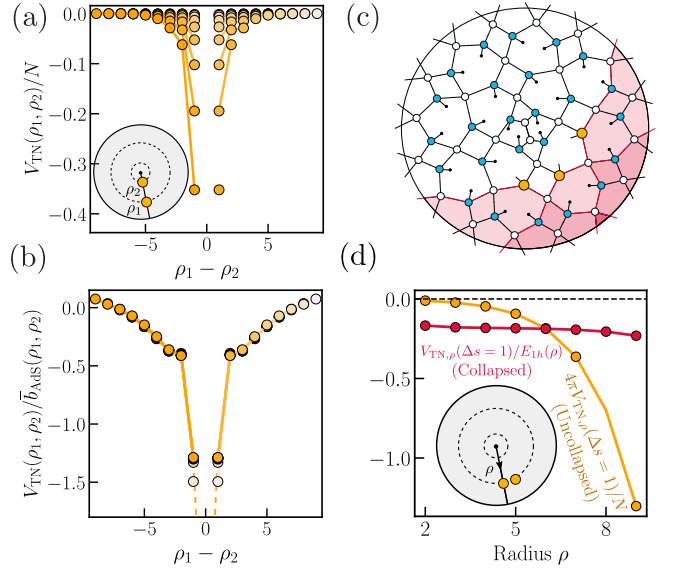 (a)
V_TN(ρ₁, ρ₂)/N
0.0
−0.1
−0.2
−0.3
−0.4
ρ₂
ρ₁
−5
0
5
ρ₁ − ρ₂
(b)
V_TN(ρ₁, ρ₂)/b̅_AdS(ρ₁, ρ₂)
0.0
−0.5
−1.0
−1.5
−5
0
5
ρ₁ − ρ₂
(c)
(d)
0.0
−0.5
−1.0
V_TN,ρ(Δs = 1)/E_1h(ρ)
(Collapsed)
4πV_TN,ρ(Δs = 1)/N
(Uncollapsed)
ρ
2
5
8
Radius ρ